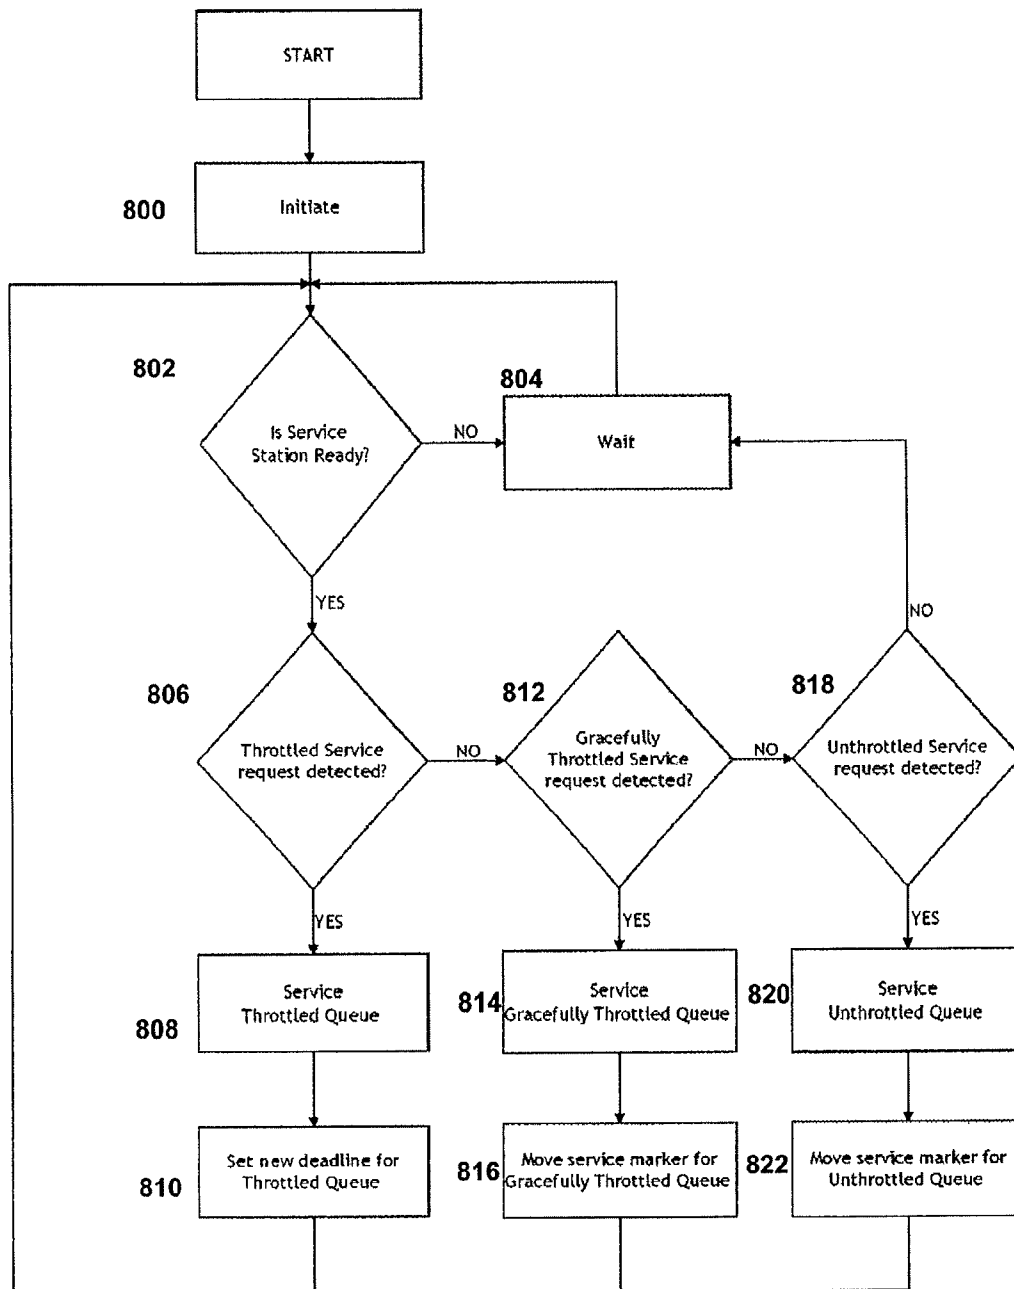 START
800
Initiate
802
Is Service
Station Ready?
NO
804
Wait
YES
806
Throttled Service
request detected?
NO
812
Gracefully
Throttled Service
request detected?
NO
818
Unthrottled Service
request detected?
NO
YES
YES
YES
808
Service
Throttled Queue
814
Service
Gracefully Throttled Queue
820
Service
Unthrottled Queue
810
Set new deadline for
Throttled Queue
816
Move service marker for
Gracefully Throttled Queue
822
Move service marker for
Unthrottled Queue